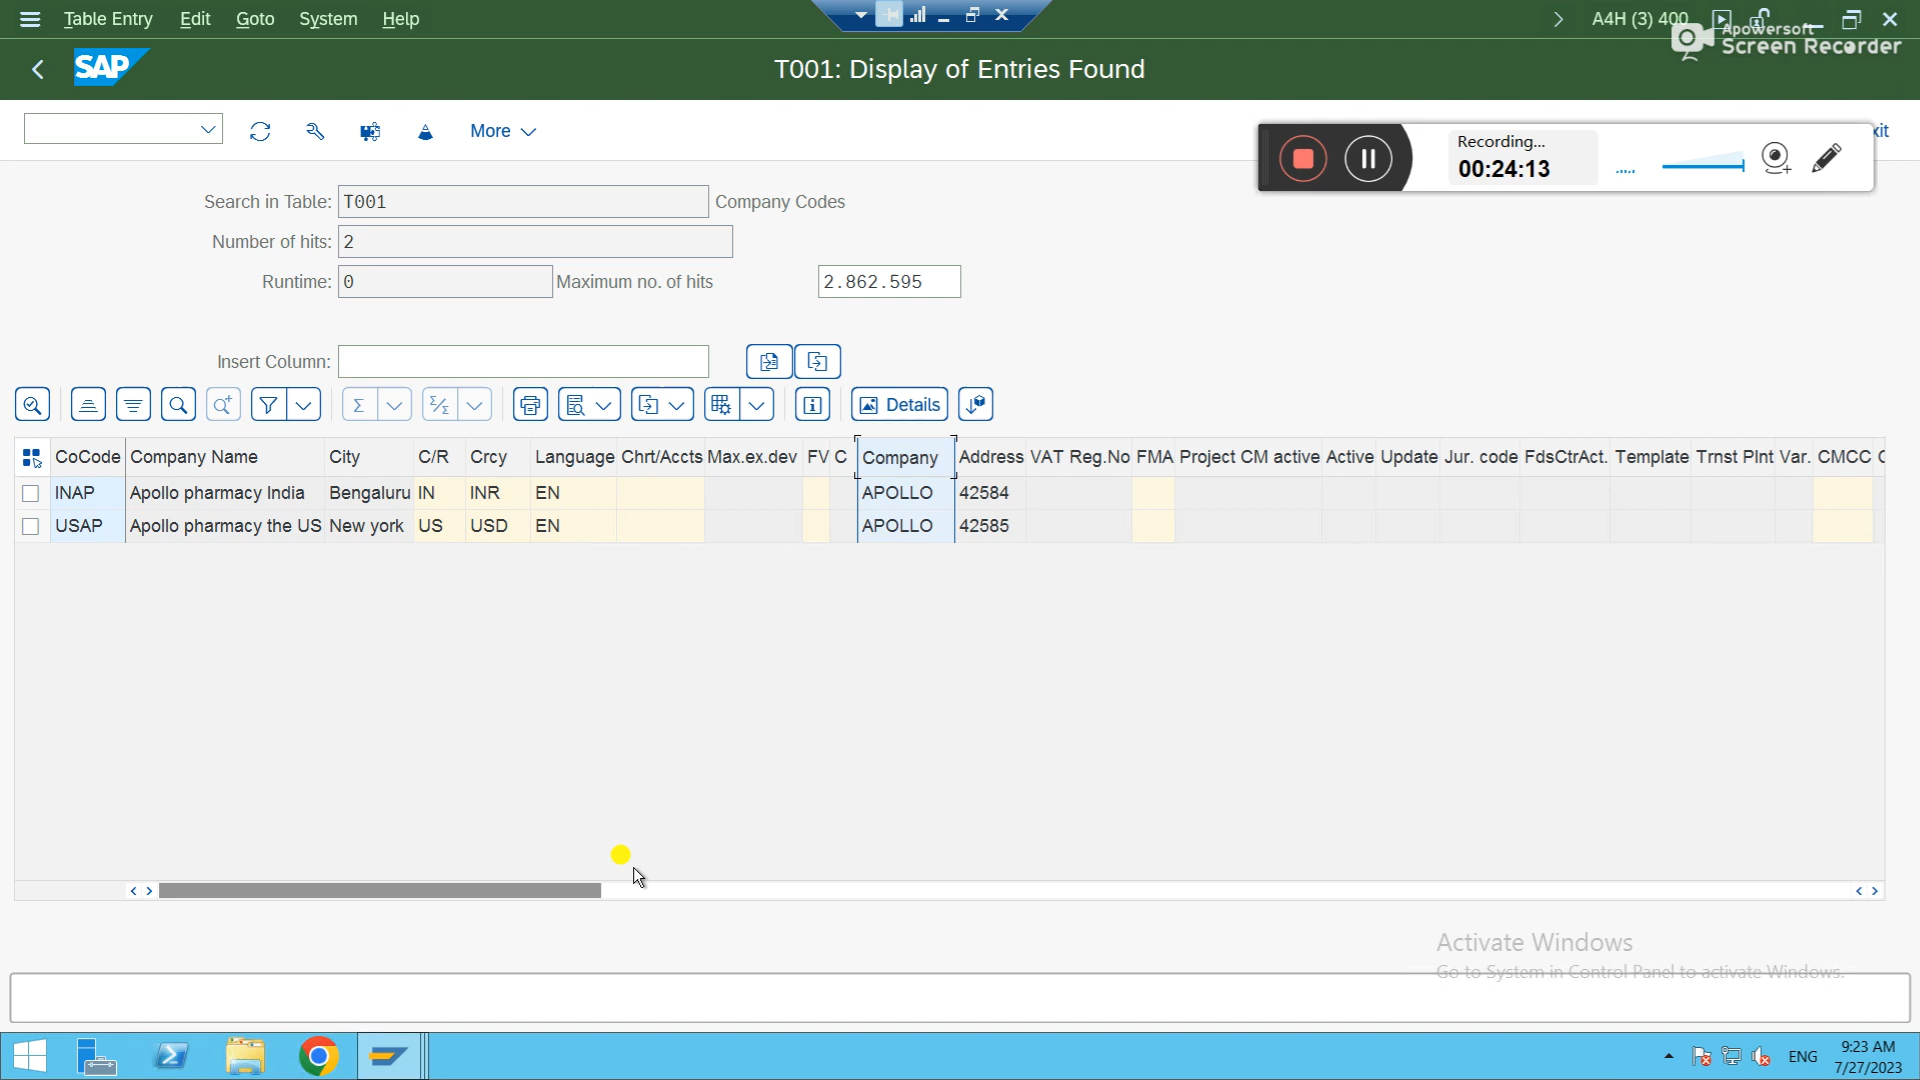 Table Entry Edit Goto System Help A4H (3) 400
Apowersoft
Screen Recorder
SAP T001: Display of Entries Found
More
xit
Recording...
00:24:13
Search in Table: T001 Company Codes
Number of hits: 2
Runtime: 0 Maximum no. of hits 2.862.595
Insert Column:
Details
CoCode Company Name City C/R Crcy Language Chrt/Accts Max.ex.dev FV C Company Address VAT Reg.No FMA Project CM active Active Update Jur. code FdsCtrAct. Template Trnst Plnt Var. CMCC C
INAP Apollo pharmacy India Bengaluru IN INR EN APOLLO 42584
USAP Apollo pharmacy the US New york US USD EN APOLLO 42585
Activate Windows
Go to System in Control Panel to activate Windows.
ENG
9:23 AM
7/27/2023